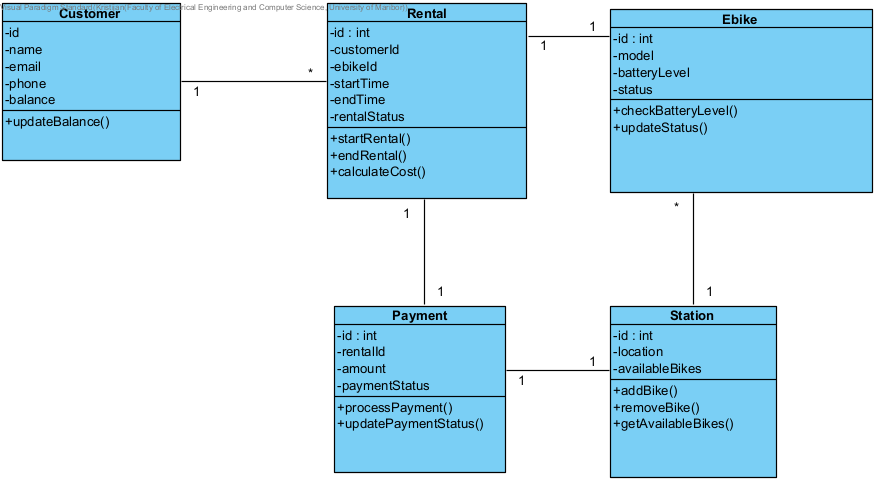 Visual Paradigm Standard(Kristijan(Faculty of Electrical Engineering and Computer Science, University of Maribor))
Customer
-id
-name
-email
-phone
-balance
+updateBalance()
1
*
Rental
-id : int
-customerId
-ebikeId
-startTime
-endTime
-rentalStatus
+startRental()
+endRental()
+calculateCost()
1
1
Ebike
-id : int
-model
-batteryLevel
-status
+checkBatteryLevel()
+updateStatus()
1
1
*
1
Payment
-id : int
-rentalId
-amount
-paymentStatus
+processPayment()
+updatePaymentStatus()
1
1
Station
-id : int
-location
-availableBikes
+addBike()
+removeBike()
+getAvailableBikes()